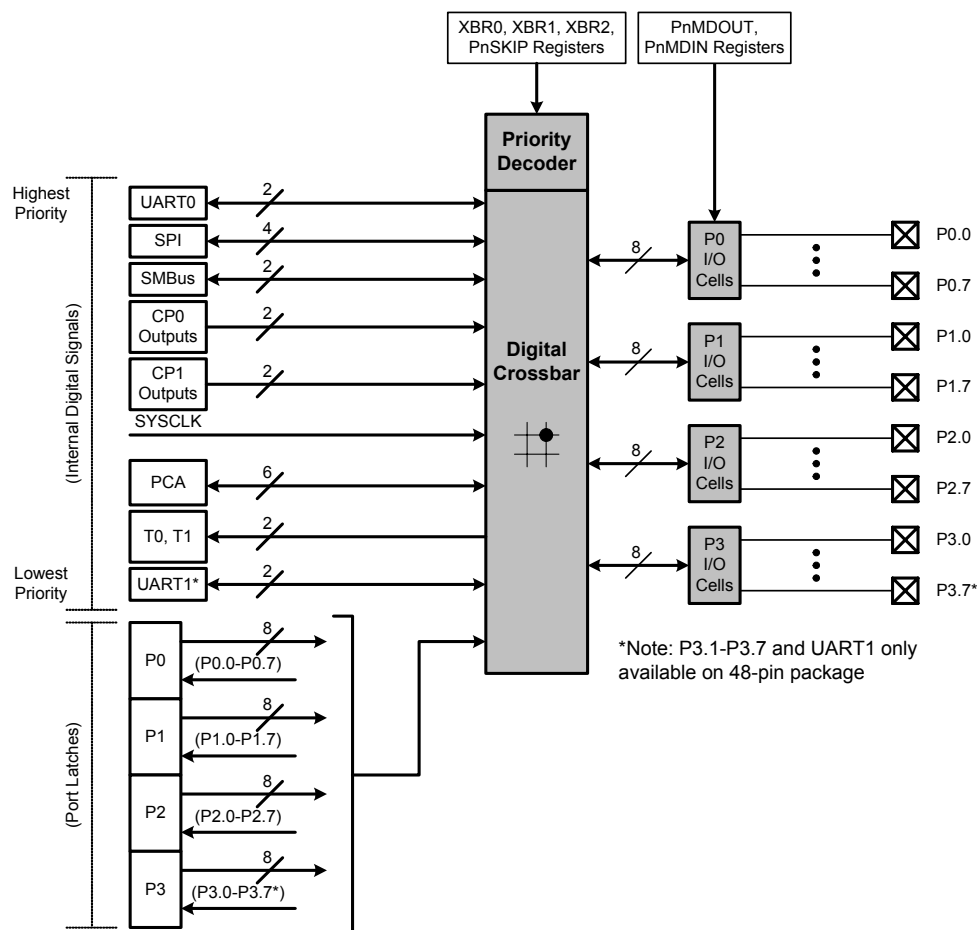 XBR0, XBR1, XBR2,
PnSKIP Registers
PnMDOUT,
PnMDIN Registers
Priority
Decoder
Highest
Priority
(Internal Digital Signals)
Lowest
Priority
UART0
2
SPI
4
SMBus
2
CP0
Outputs
2
CP1
Outputs
2
SYSCLK
PCA
6
T0, T1
2
UART1*
2
Digital
Crossbar
8
P0
I/O
Cells
P0.0
P0.7
8
P1
I/O
Cells
P1.0
P1.7
8
P2
I/O
Cells
P2.0
P2.7
8
P3
I/O
Cells
P3.0
P3.7*
*Note: P3.1-P3.7 and UART1 only
available on 48-pin package
(Port Latches)
P0
8
(P0.0-P0.7)
P1
8
(P1.0-P1.7)
P2
8
(P2.0-P2.7)
P3
8
(P3.0-P3.7*)